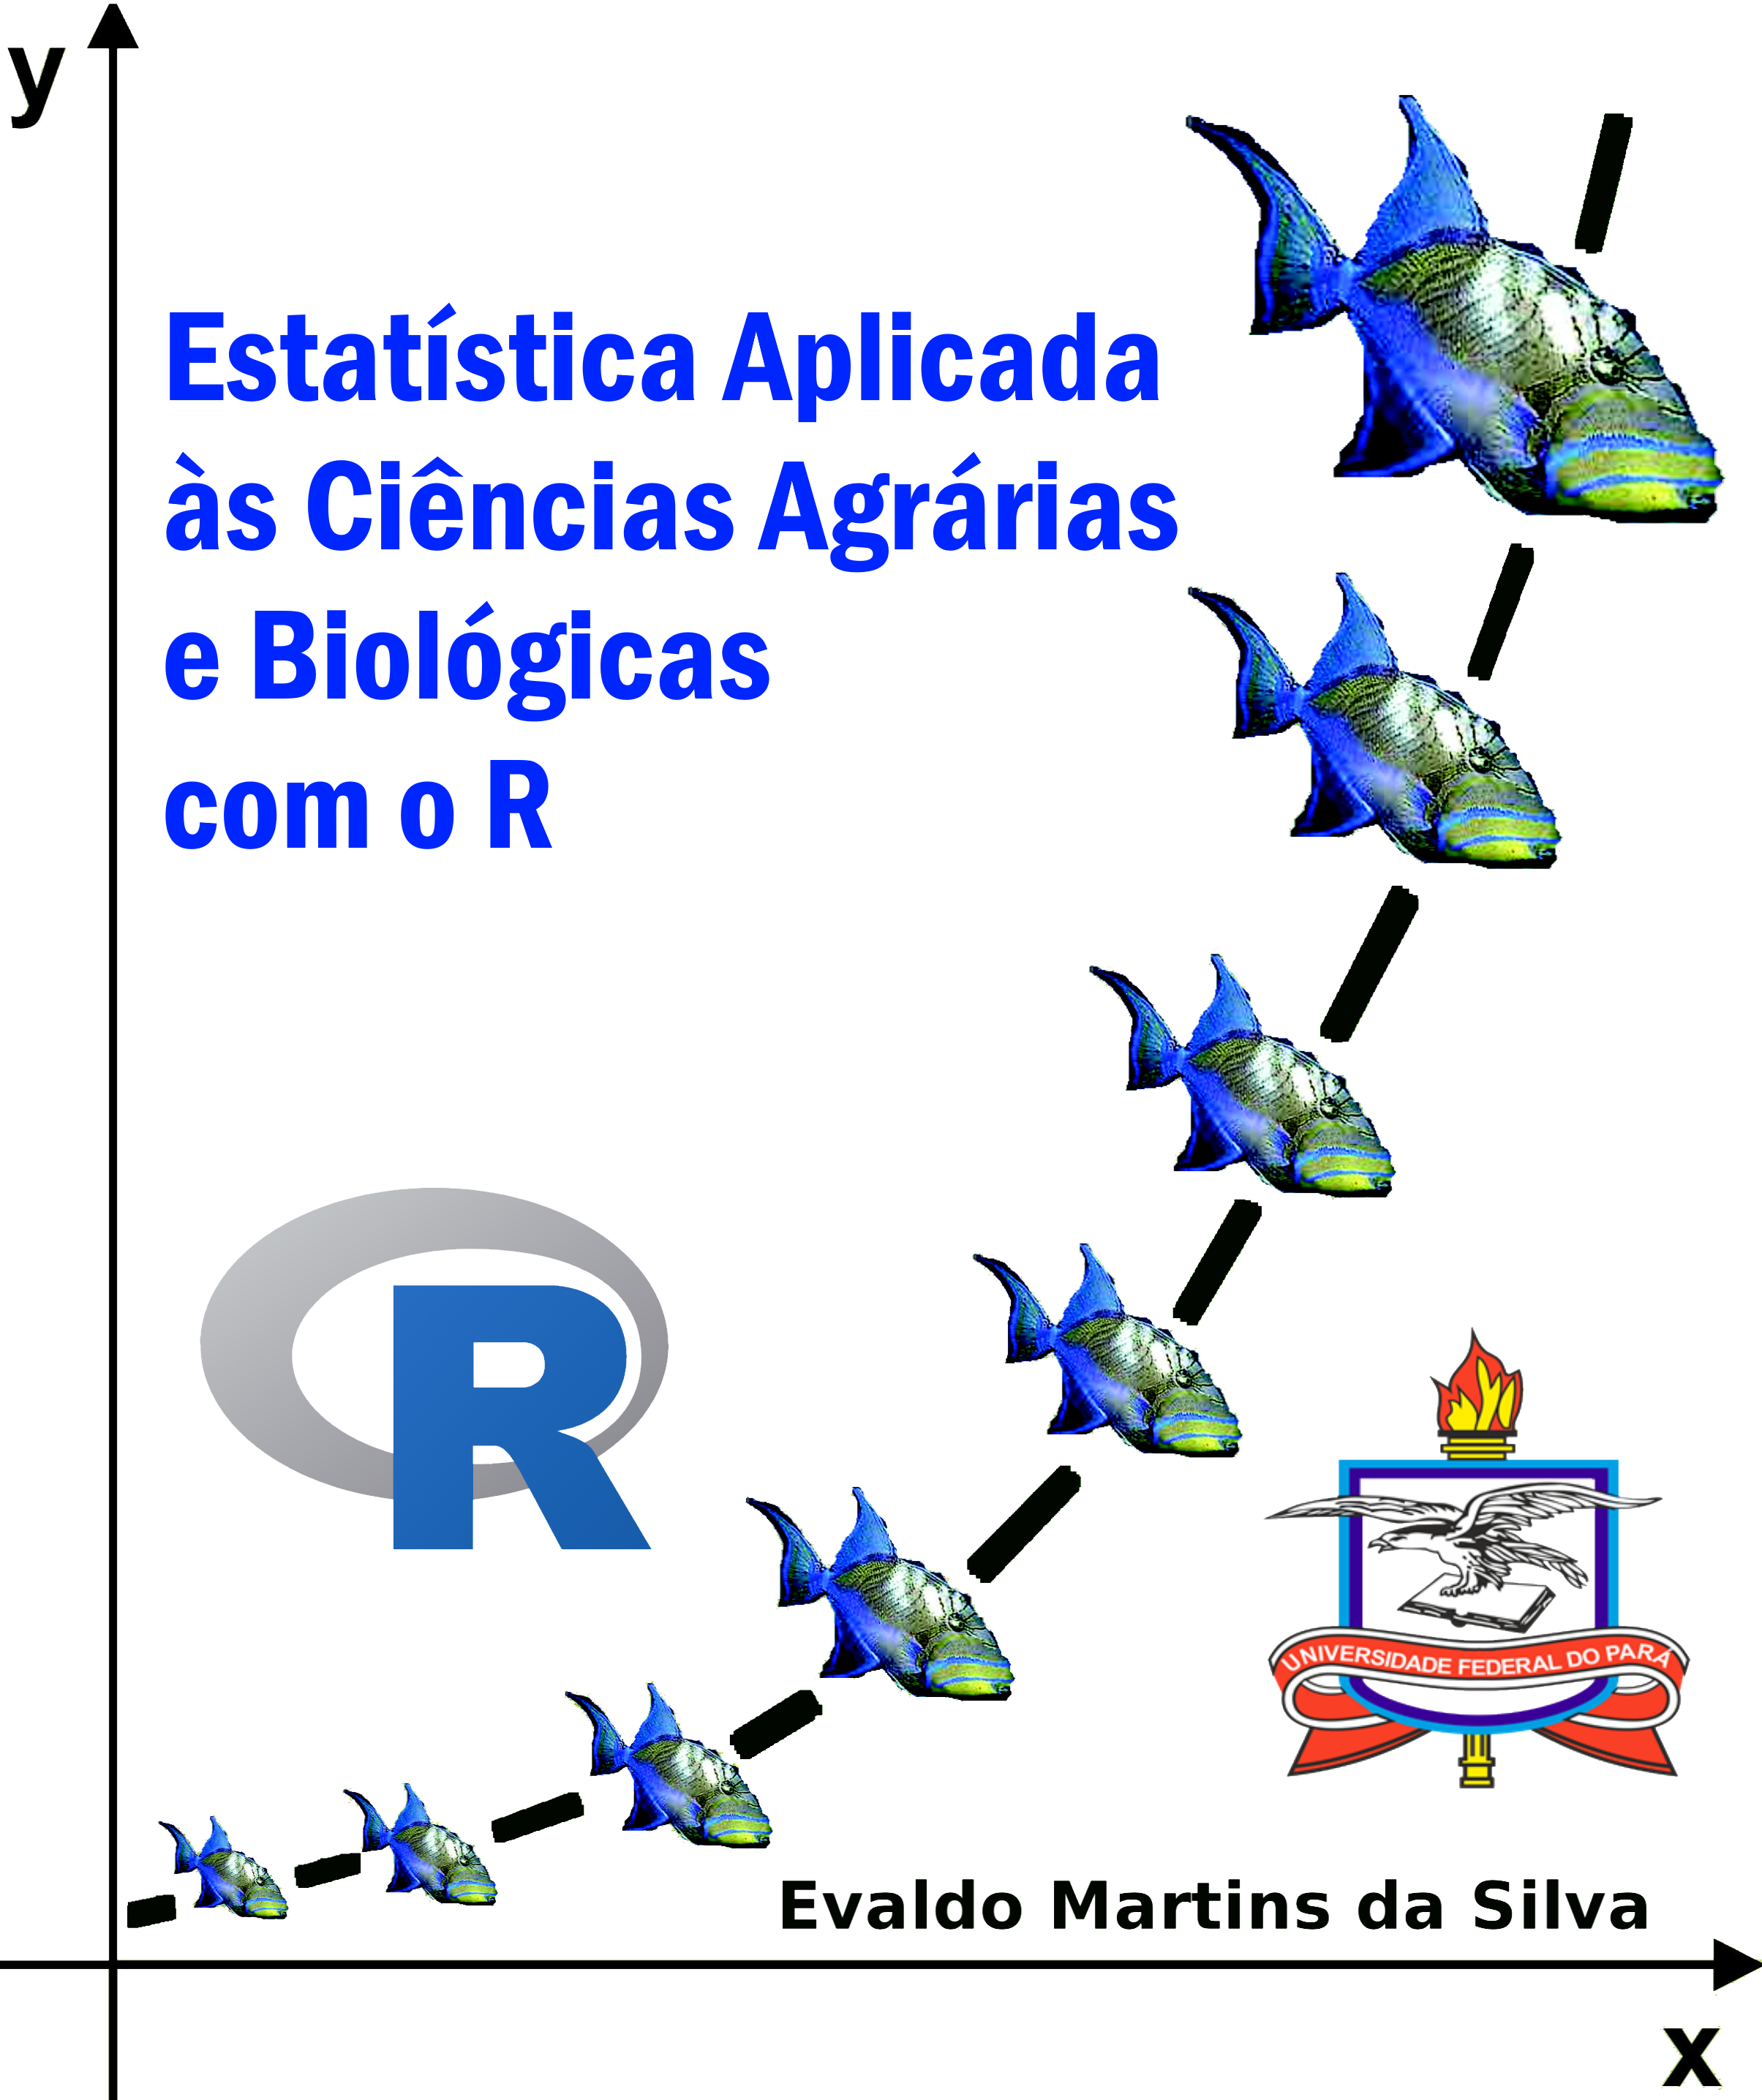 y
Estatística Aplicada
às Ciências Agrárias
e Biológicas
com o R
R
UNIVERSIDADE FEDERAL DO PARÁ
Evaldo Martins da Silva
x